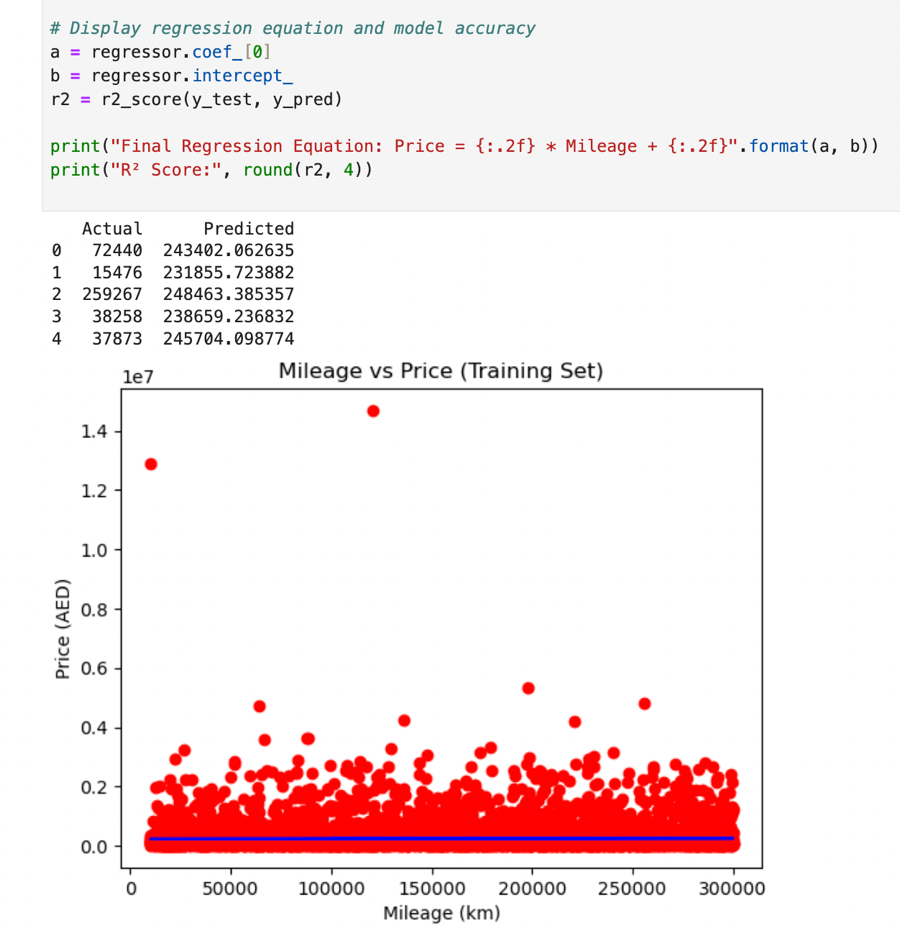 # Display regression equation and model accuracy
a = regressor.coef_[0]
b = regressor.intercept_
r2 = r2_score(y_test, y_pred)
print("Final Regression Equation: Price = {:.2f} * Mileage + {:.2f}".format(a, b))
print("R² Score:", round(r2, 4))
Actual Predicted
0 72440 243402.062635
1 15476 231855.723882
2 259267 248463.385357
3 38258 238659.236832
4 37873 245704.098774
Mileage vs Price (Training Set)
1e7
1.4
1.2
1.0
0.8
0.6
0.4
0.2
0.0
Price (AED)
0 50000 100000 150000 200000 250000 300000
Mileage (km)